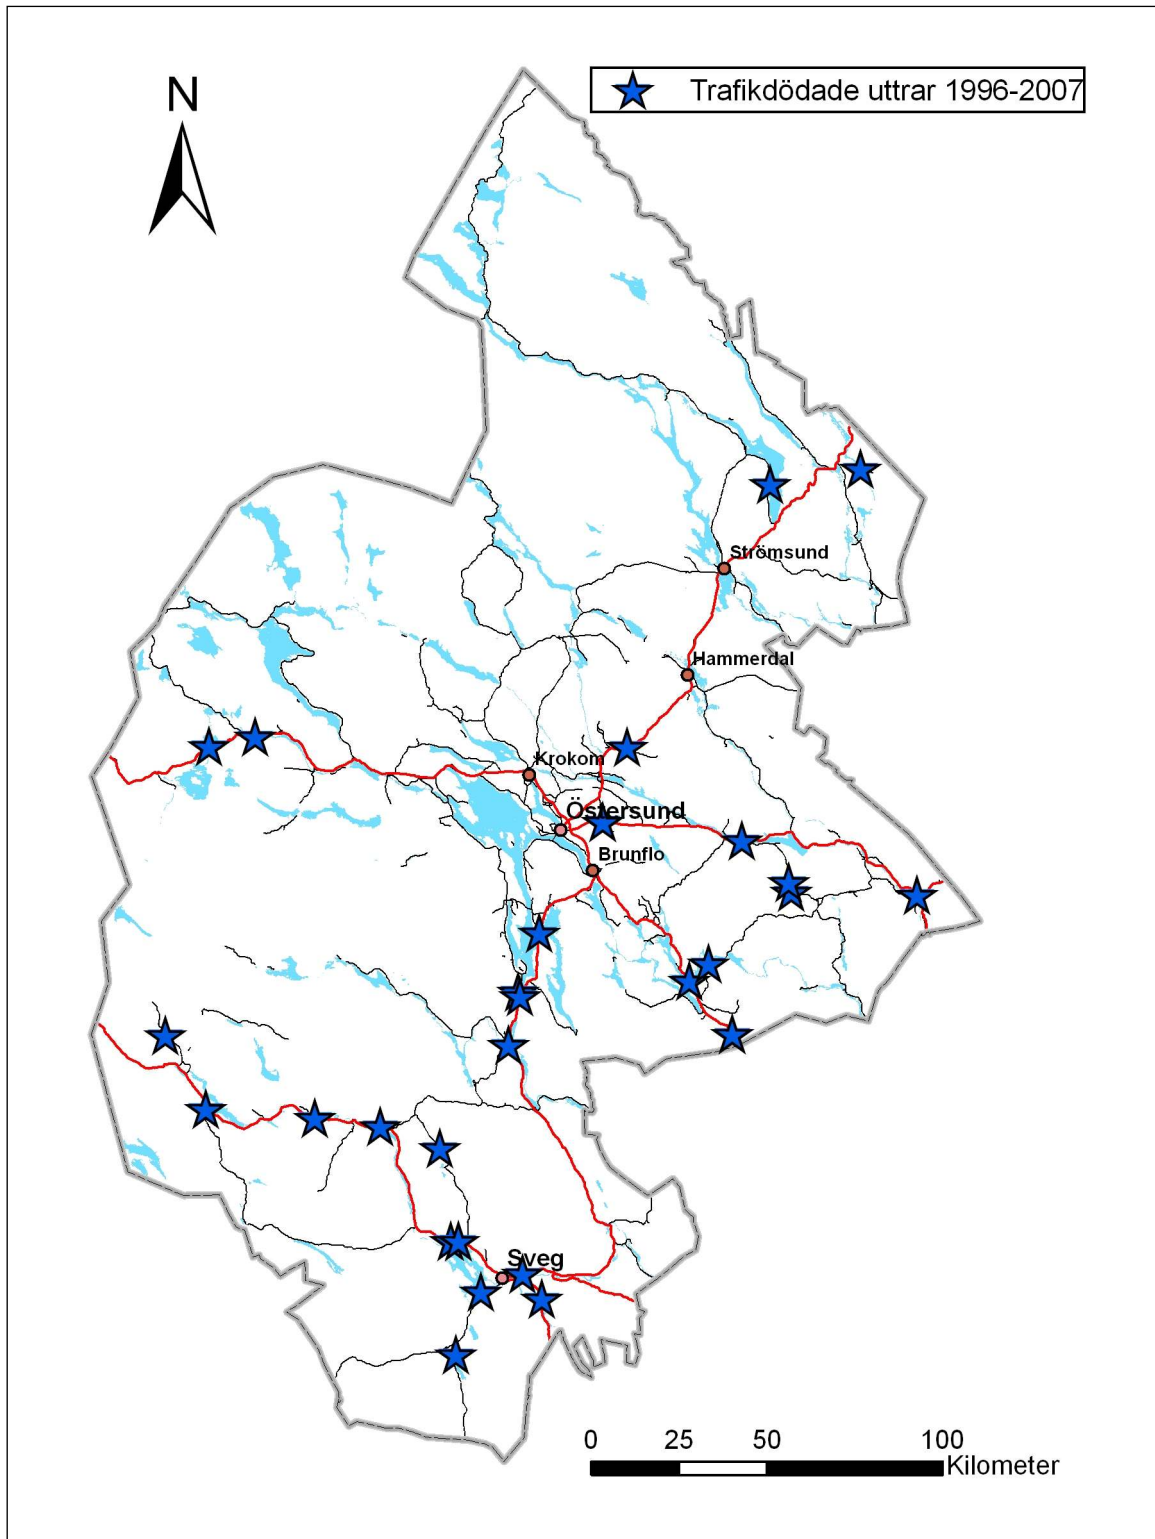 N
Trafikdödade uttrar 1996-2007
Strömsund
Hammerdal
Krokom
Östersund
Brunflo
Sveg
0 25 50 100
Kilometer